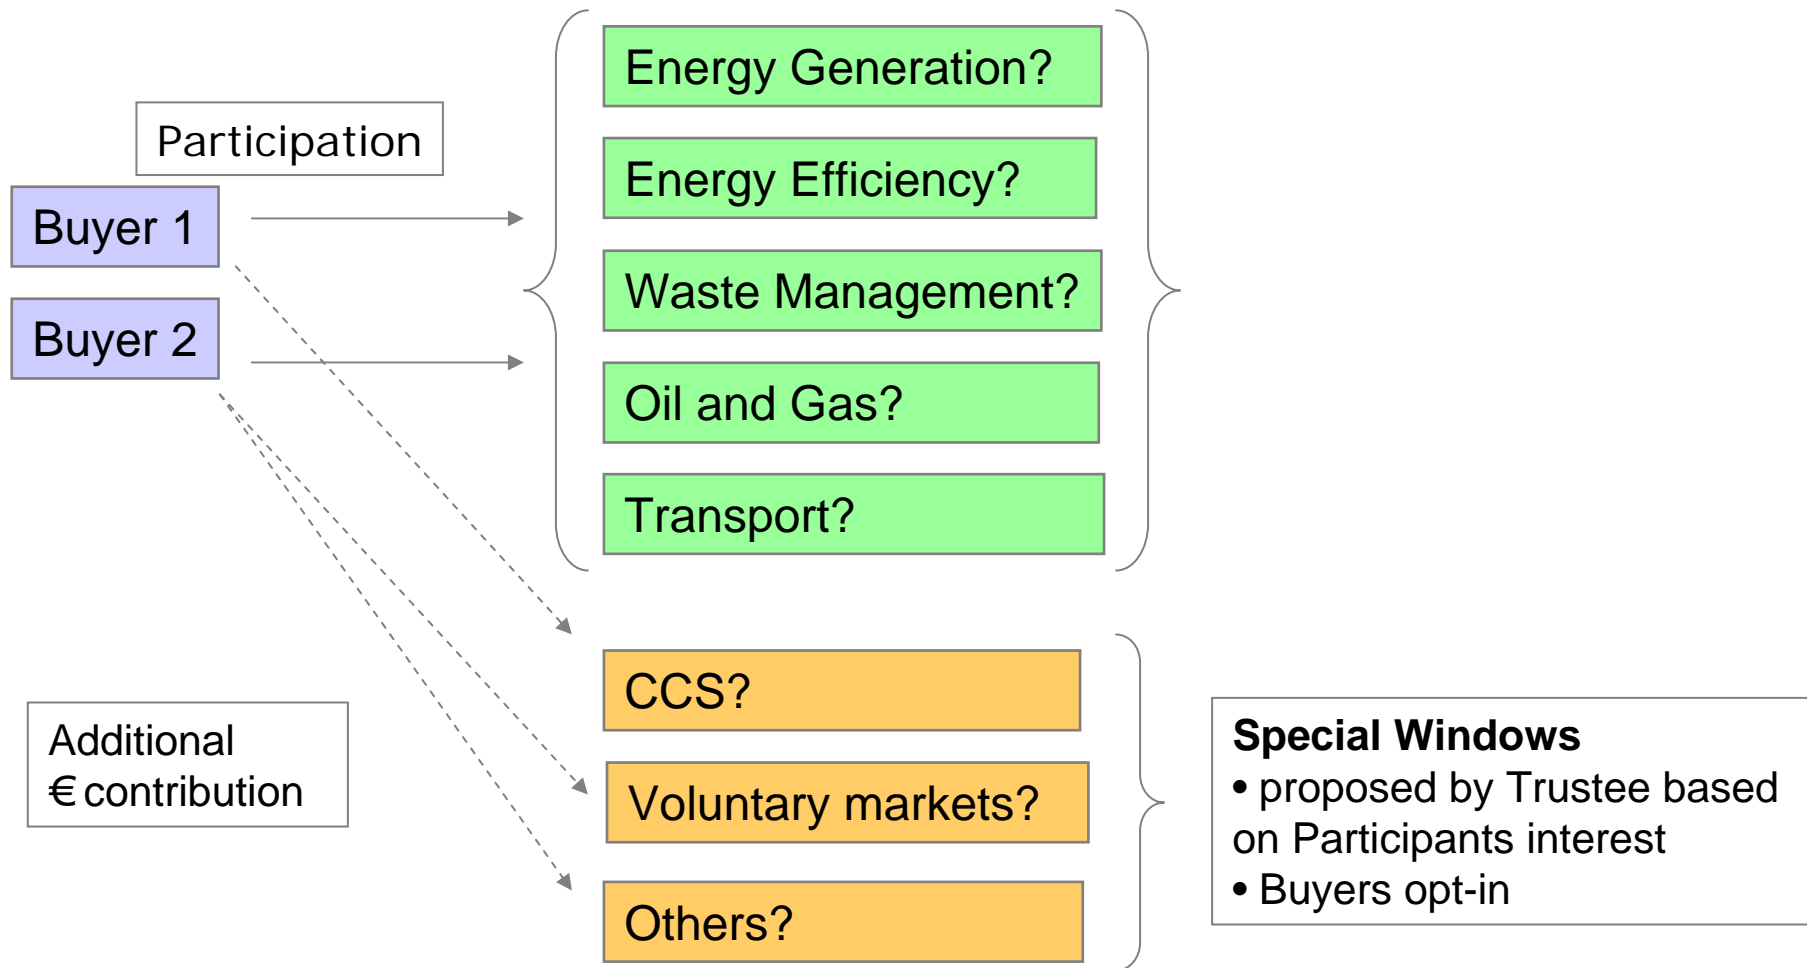 Participation
Buyer 1
Buyer 2
Additional
€ contribution
Energy Generation?
Energy Efficiency?
Waste Management?
Oil and Gas?
Transport?
CCS?
Voluntary markets?
Others?
Special Windows
• proposed by Trustee based
on Participants interest
• Buyers opt-in